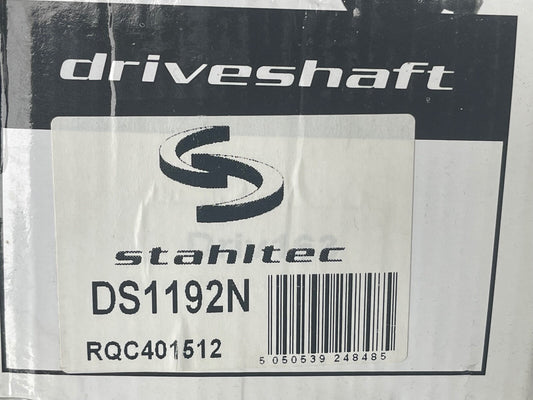 driveshaft
stahltec
DS1192N
RQC401512
5 050539 248485